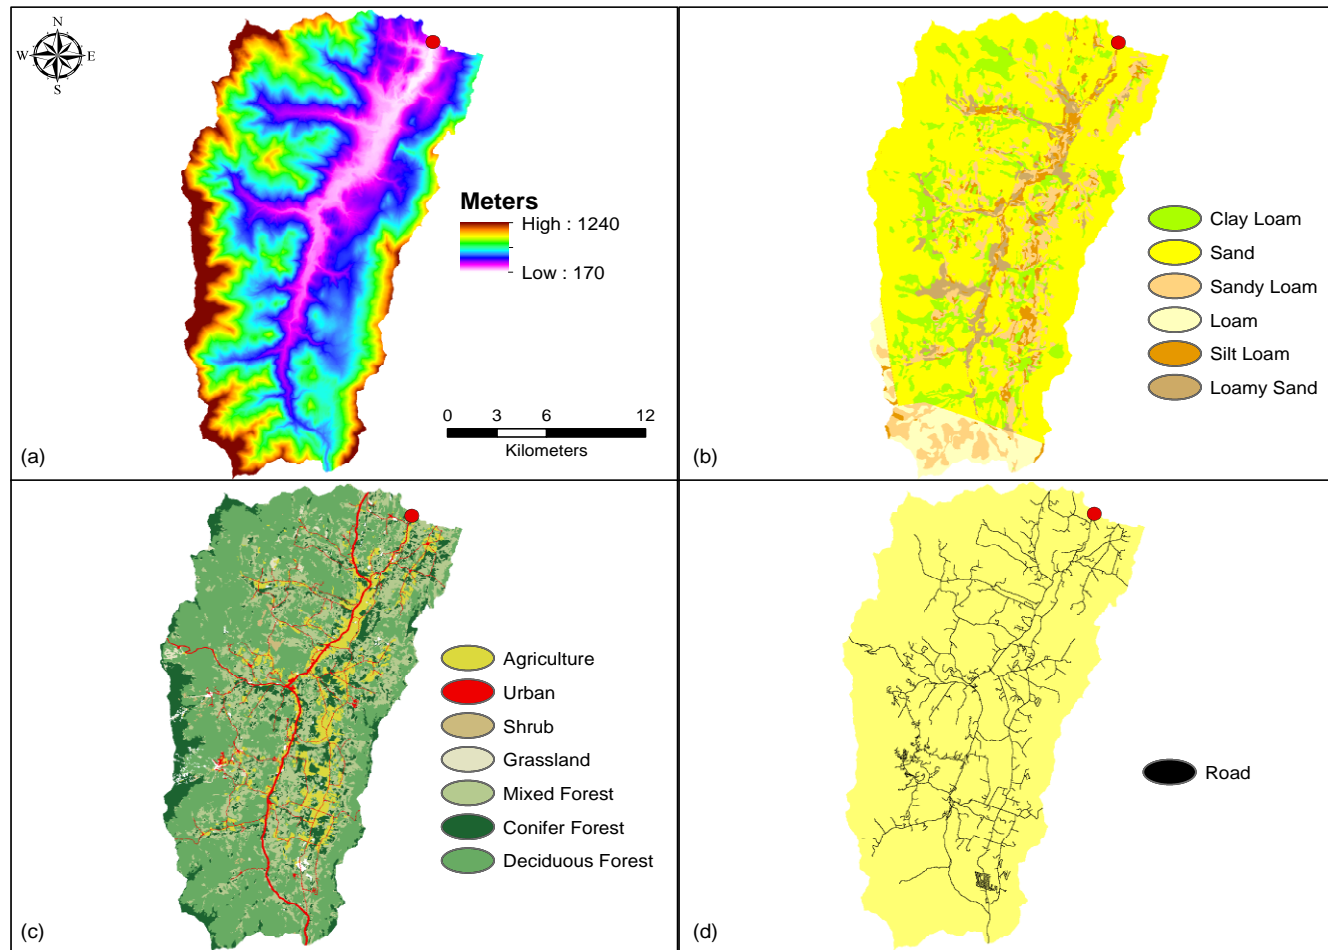 N
W E
S
Meters
High : 1240
Low : 170
0 3 6 12
Kilometers
(a)
Clay Loam
Sand
Sandy Loam
Loam
Silt Loam
Loamy Sand
(b)
Agriculture
Urban
Shrub
Grassland
Mixed Forest
Conifer Forest
Deciduous Forest
(c)
Road
(d)